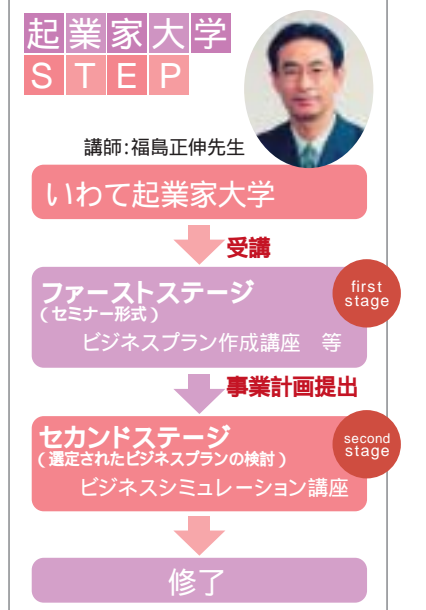 起業家大学
STEP
講師:福島正伸先生
いわて起業家大学
受講
ファーストステージ
(セミナー形式)
first
stage
ビジネスプラン作成講座　等
事業計画提出
セカンドステージ
(選定されたビジネスプランの検討)
second
stage
ビジネスシミュレーション講座
修了